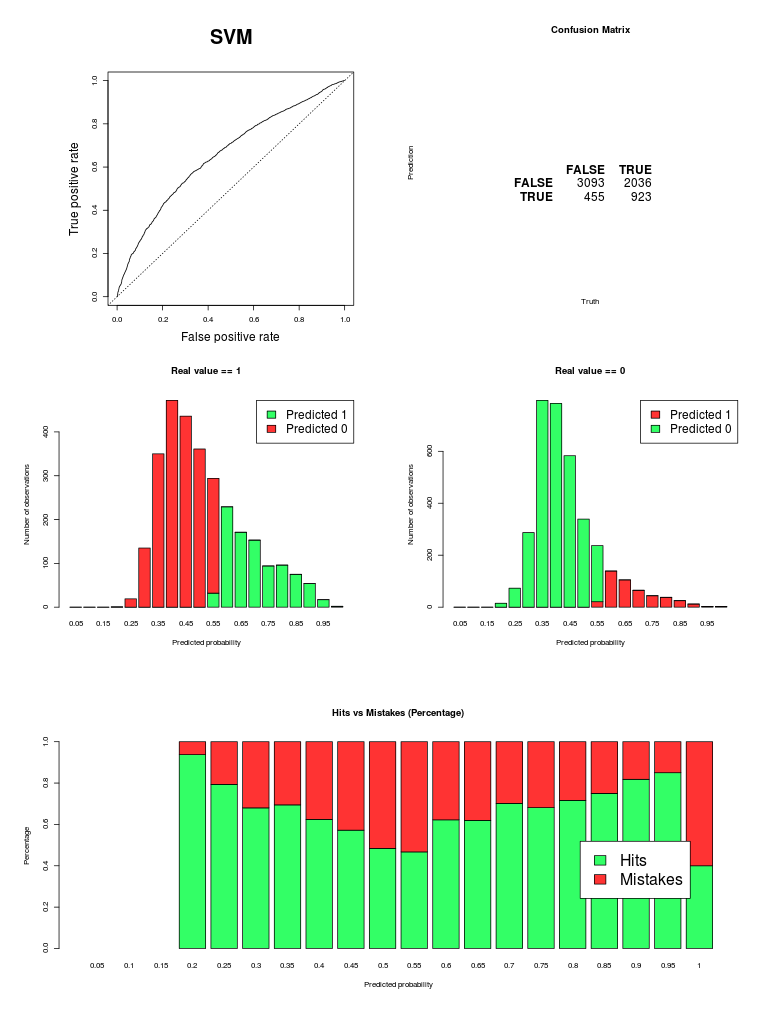 SVM
True positive rate
0.0 0.2 0.4 0.6 0.8 1.0
0.0 0.2 0.4 0.6 0.8 1.0
False positive rate
Confusion Matrix
Prediction
FALSE TRUE
FALSE 3093 2036
TRUE 455 923
Truth
Real value == 1
Number of observations
0 100 200 300 400
Predicted 1
Predicted 0
0.05 0.15 0.25 0.35 0.45 0.55 0.65 0.75 0.85 0.95
Predicted probability
Real value == 0
Number of observations
0 200 400 600
Predicted 1
Predicted 0
0.05 0.15 0.25 0.35 0.45 0.55 0.65 0.75 0.85 0.95
Predicted probability
Hits vs Mistakes (Percentage)
Percentage
0.0 0.2 0.4 0.6 0.8 1.0
Hits
Mistakes
0.05 0.1 0.15 0.2 0.25 0.3 0.35 0.4 0.45 0.5 0.55 0.6 0.65 0.7 0.75 0.8 0.85 0.9 0.95 1
Predicted probability